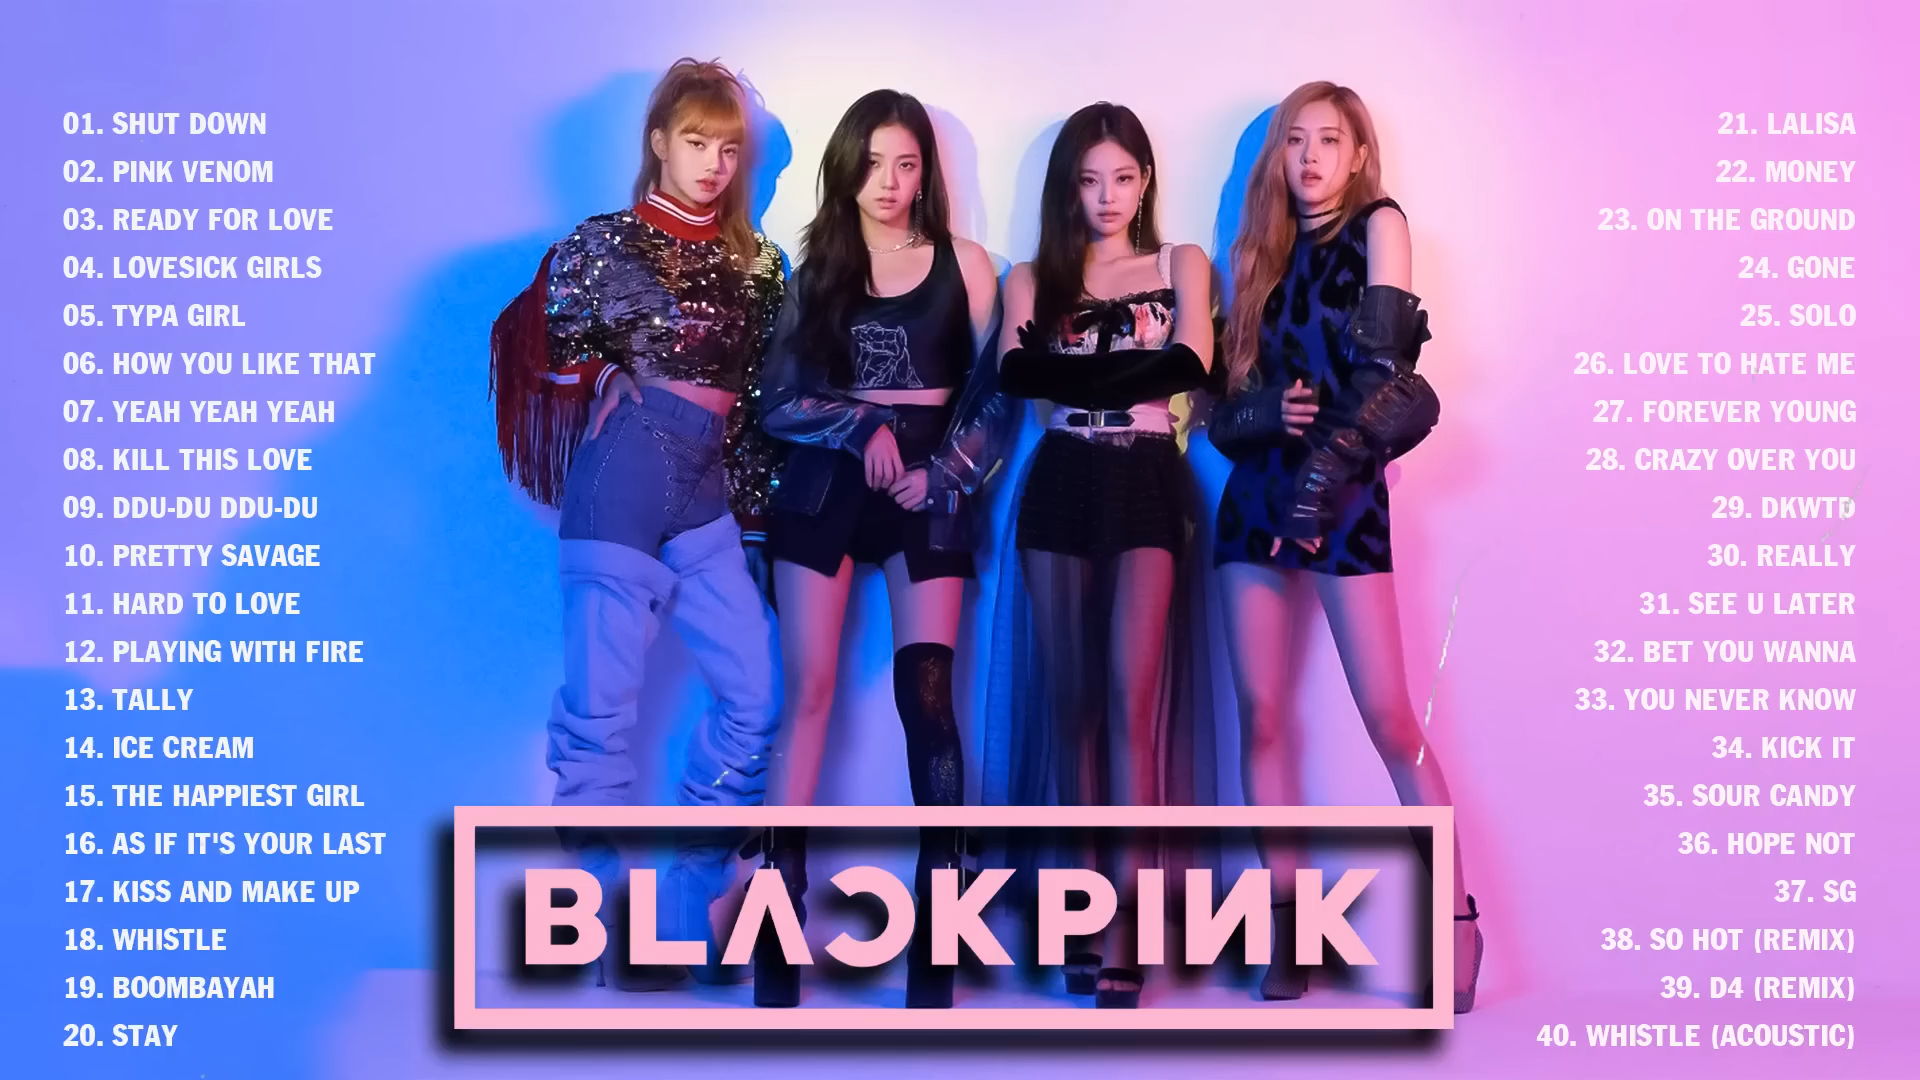 01. SHUT DOWN
02. PINK VENOM
03. READY FOR LOVE
04. LOVESICK GIRLS
05. TYPA GIRL
06. HOW YOU LIKE THAT
07. YEAH YEAH YEAH
08. KILL THIS LOVE
09. DDU-DU DDU-DU
10. PRETTY SAVAGE
11. HARD TO LOVE
12. PLAYING WITH FIRE
13. TALLY
14. ICE CREAM
15. THE HAPPIEST GIRL
16. AS IF IT'S YOUR LAST
17. KISS AND MAKE UP
18. WHISTLE
19. BOOMBAYAH
20. STAY
21. LALISA
22. MONEY
23. ON THE GROUND
24. GONE
25. SOLO
26. LOVE TO HATE ME
27. FOREVER YOUNG
28. CRAZY OVER YOU
29. DKWTD
30. REALLY
31. SEE U LATER
32. BET YOU WANNA
33. YOU NEVER KNOW
34. KICK IT
35. SOUR CANDY
36. HOPE NOT
37. SG
38. SO HOT (REMIX)
39. D4 (REMIX)
40. WHISTLE (ACOUSTIC)
BLACKPINK